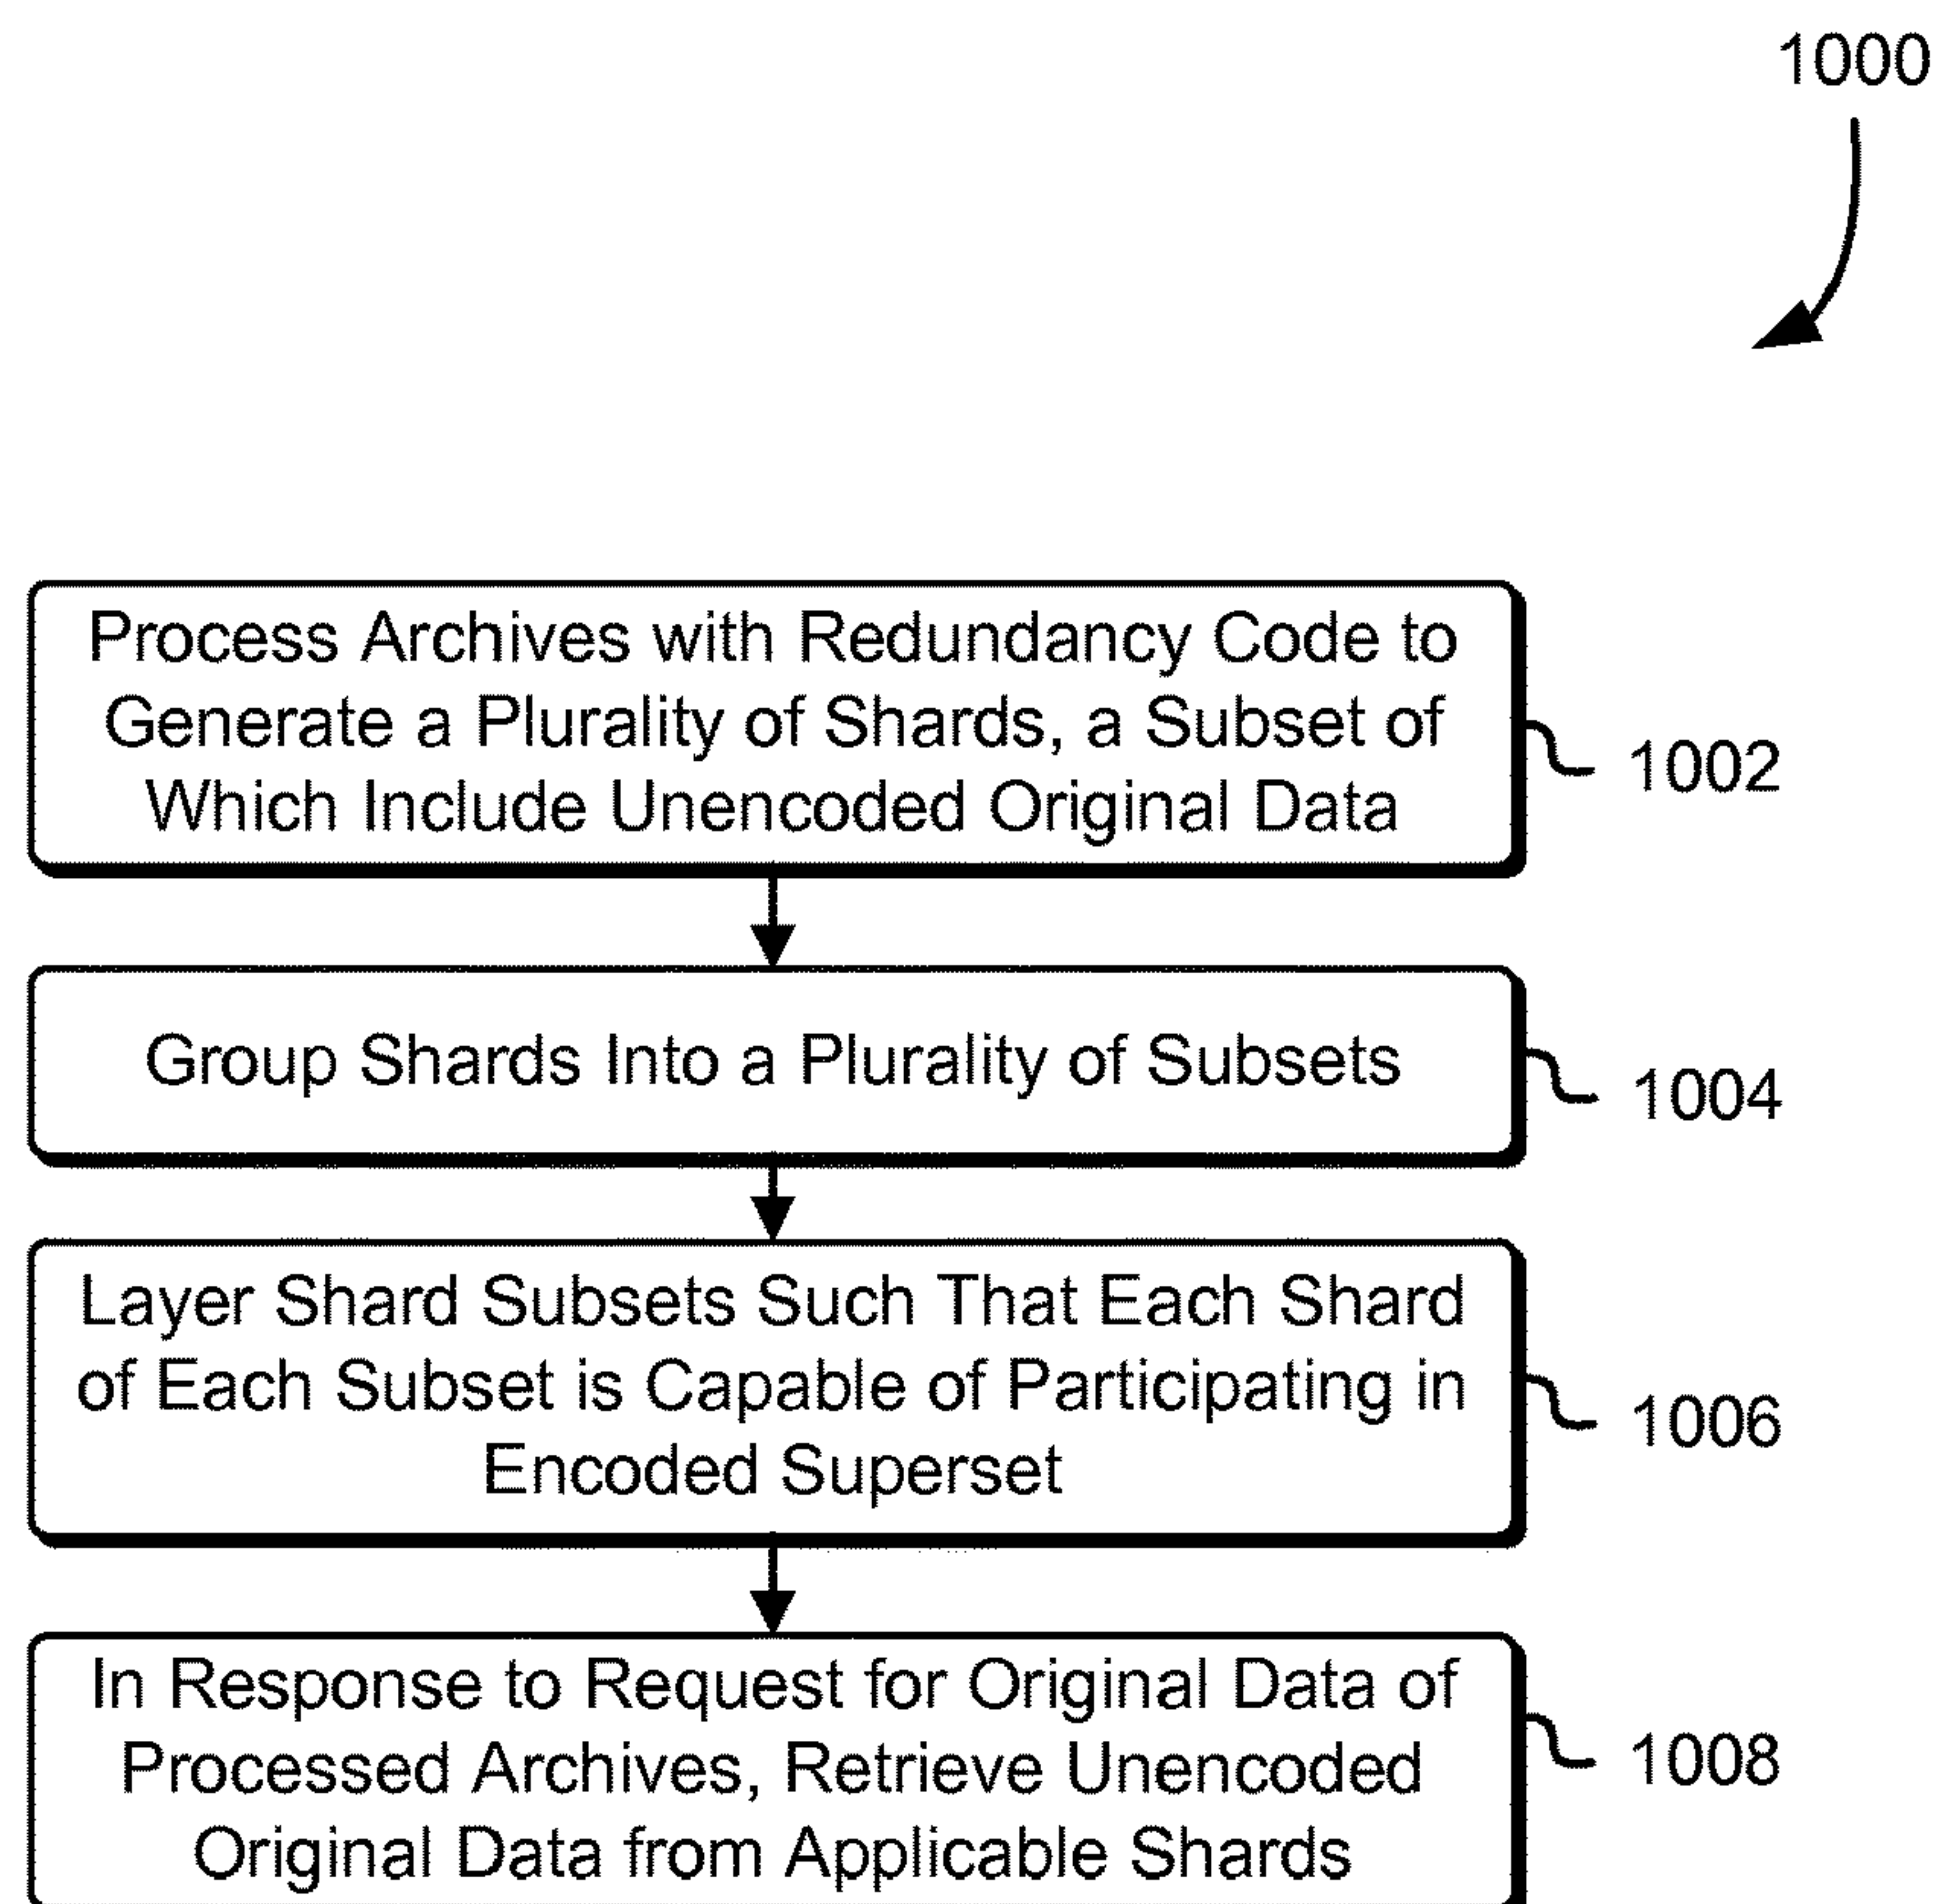 1000
Process Archives with Redundancy Code to
Generate a Plurality of Shards, a Subset of
Which Include Unencoded Original Data
1002
Group Shards Into a Plurality of Subsets
1004
Layer Shard Subsets Such That Each Shard
of Each Subset is Capable of Participating in
Encoded Superset
1006
In Response to Request for Original Data of
Processed Archives, Retrieve Unencoded
Original Data from Applicable Shards
1008